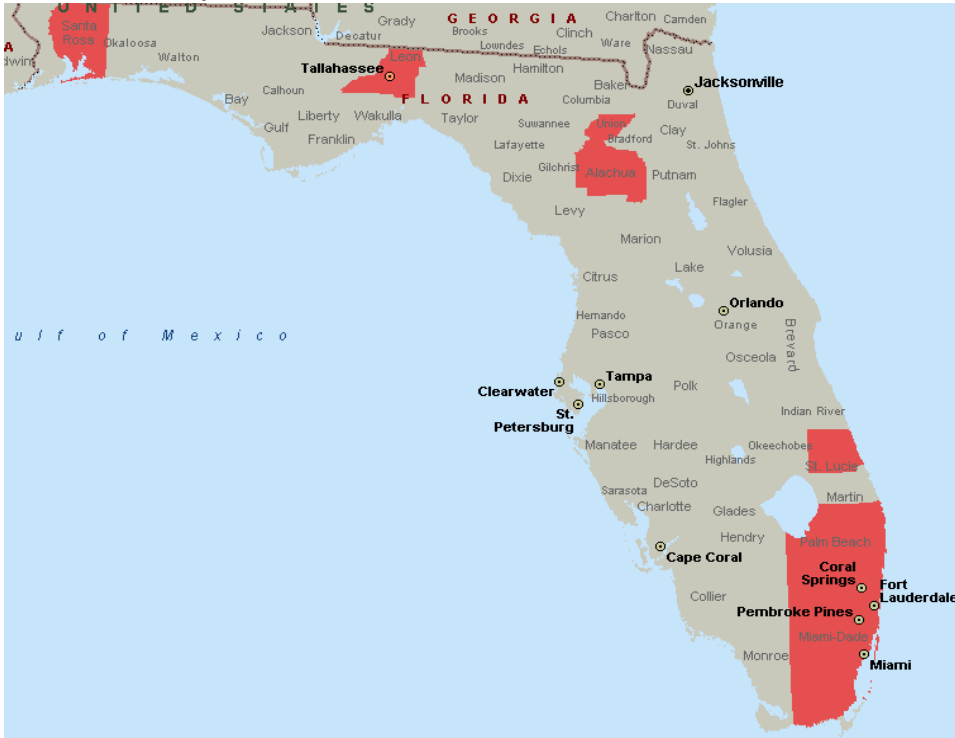 UNITED STATES
GEORGIA
Charlton
Camden
Santa
Rosa
Okaloosa
Walton
Jackson
Grady
Decatur
Brooks
Lowndes
Clinch
Echols
Ware
Nassau
A
dwin
Leon
Tallahassee
Madison
Hamilton
Baker
Jacksonville
Duval
Bay
Calhoun
FLORIDA
Columbia
Gulf
Liberty
Franklin
Wakulla
Taylor
Suwannee
Union
Bradford
Clay
St. Johns
Lafayette
Gilchrist
Alachua
Putnam
Dixie
Levy
Flagler
Marion
Volusia
Citrus
Lake
Orlando
Orange
Hernando
Pasco
Brevard
ulf of Mexico
Osceola
Clearwater
Tampa
Hillsborough
Polk
St.
Petersburg
Indian River
Manatee
Hardee
Highlands
Okeechobee
St. Lucie
Sarasota
DeSoto
Charlotte
Martin
Glades
Hendry
Palm Beach
Cape Coral
Coral
Springs
Fort
Lauderdale
Collier
Pembroke Pines
Miami-Dade
Monroe
Miami